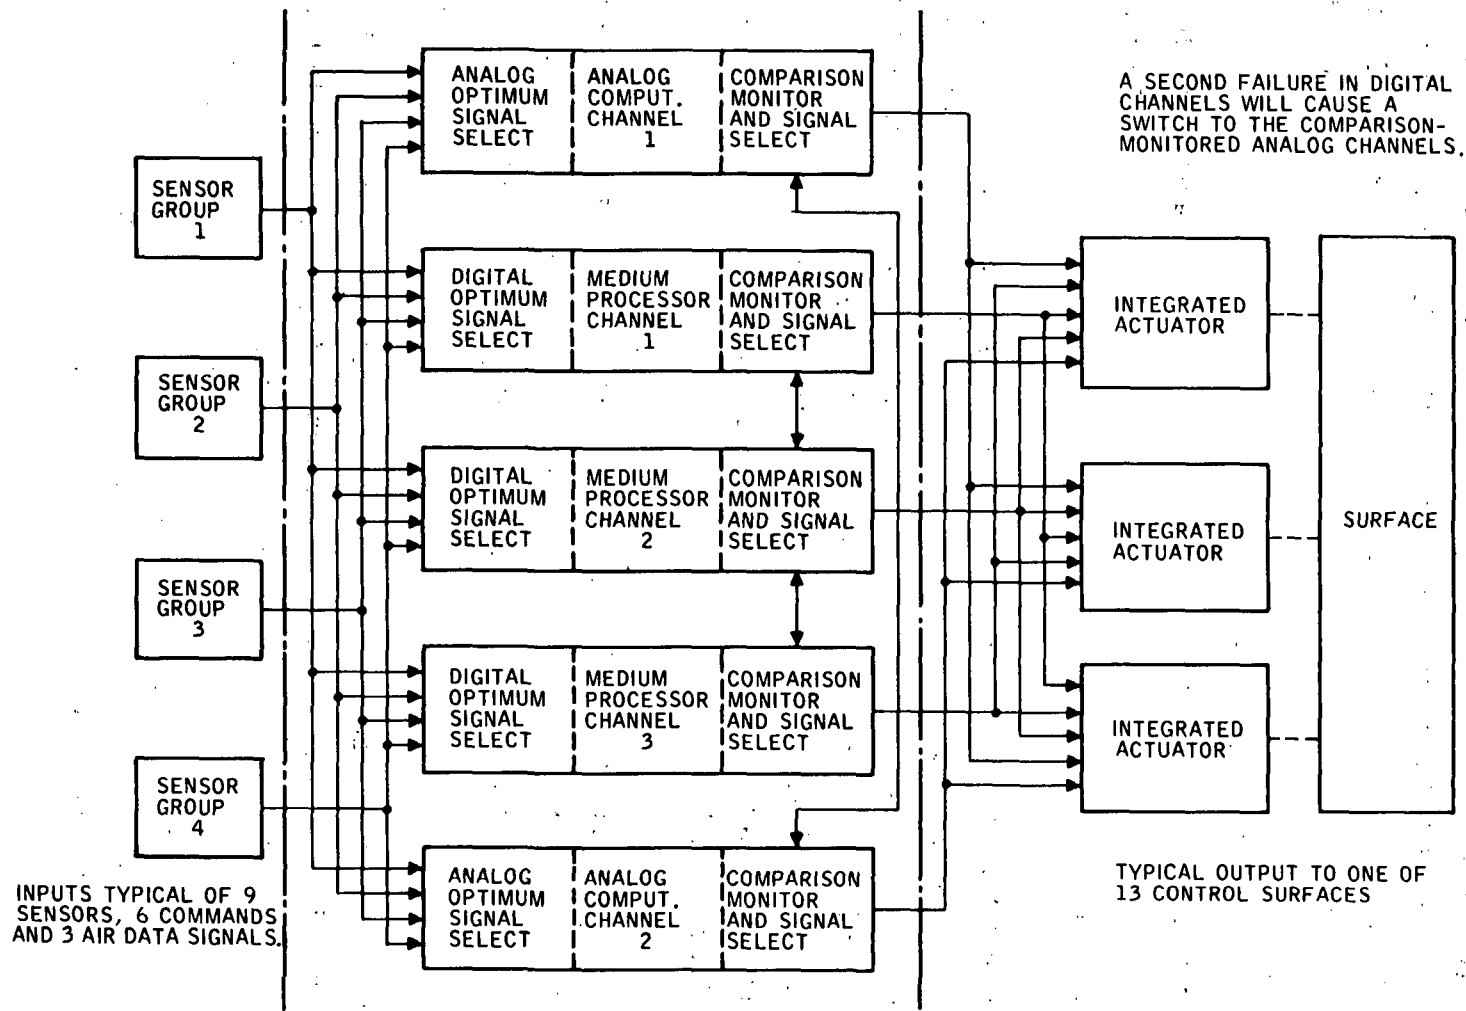 SENSOR
GROUP
1
SENSOR
GROUP
2
SENSOR
GROUP
3
SENSOR
GROUP
4
INPUTS TYPICAL OF 9
SENSORS, 6 COMMANDS
AND 3 AIR DATA SIGNALS.
ANALOG
OPTIMUM
SIGNAL
SELECT
ANALOG
COMPUT.
CHANNEL
1
COMPARISON
MONITOR
AND SIGNAL
SELECT
DIGITAL
OPTIMUM
SIGNAL
SELECT
MEDIUM
PROCESSOR
CHANNEL
1
COMPARISON
MONITOR
AND SIGNAL
SELECT
DIGITAL
OPTIMUM
SIGNAL
SELECT
MEDIUM
PROCESSOR
CHANNEL
2
COMPARISON
MONITOR
AND SIGNAL
SELECT
DIGITAL
OPTIMUM
SIGNAL
SELECT
MEDIUM
PROCESSOR
CHANNEL
3
COMPARISON
MONITOR
AND SIGNAL
SELECT
ANALOG
OPTIMUM
SIGNAL
SELECT
ANALOG
COMPUT.
CHANNEL
2
COMPARISON
MONITOR
AND SIGNAL
SELECT
A SECOND FAILURE IN DIGITAL
CHANNELS WILL CAUSE A
SWITCH TO THE COMPARISON-
MONITORED ANALOG CHANNELS.
INTEGRATED
ACTUATOR
INTEGRATED
ACTUATOR
INTEGRATED
ACTUATOR
SURFACE
TYPICAL OUTPUT TO ONE OF
13 CONTROL SURFACES